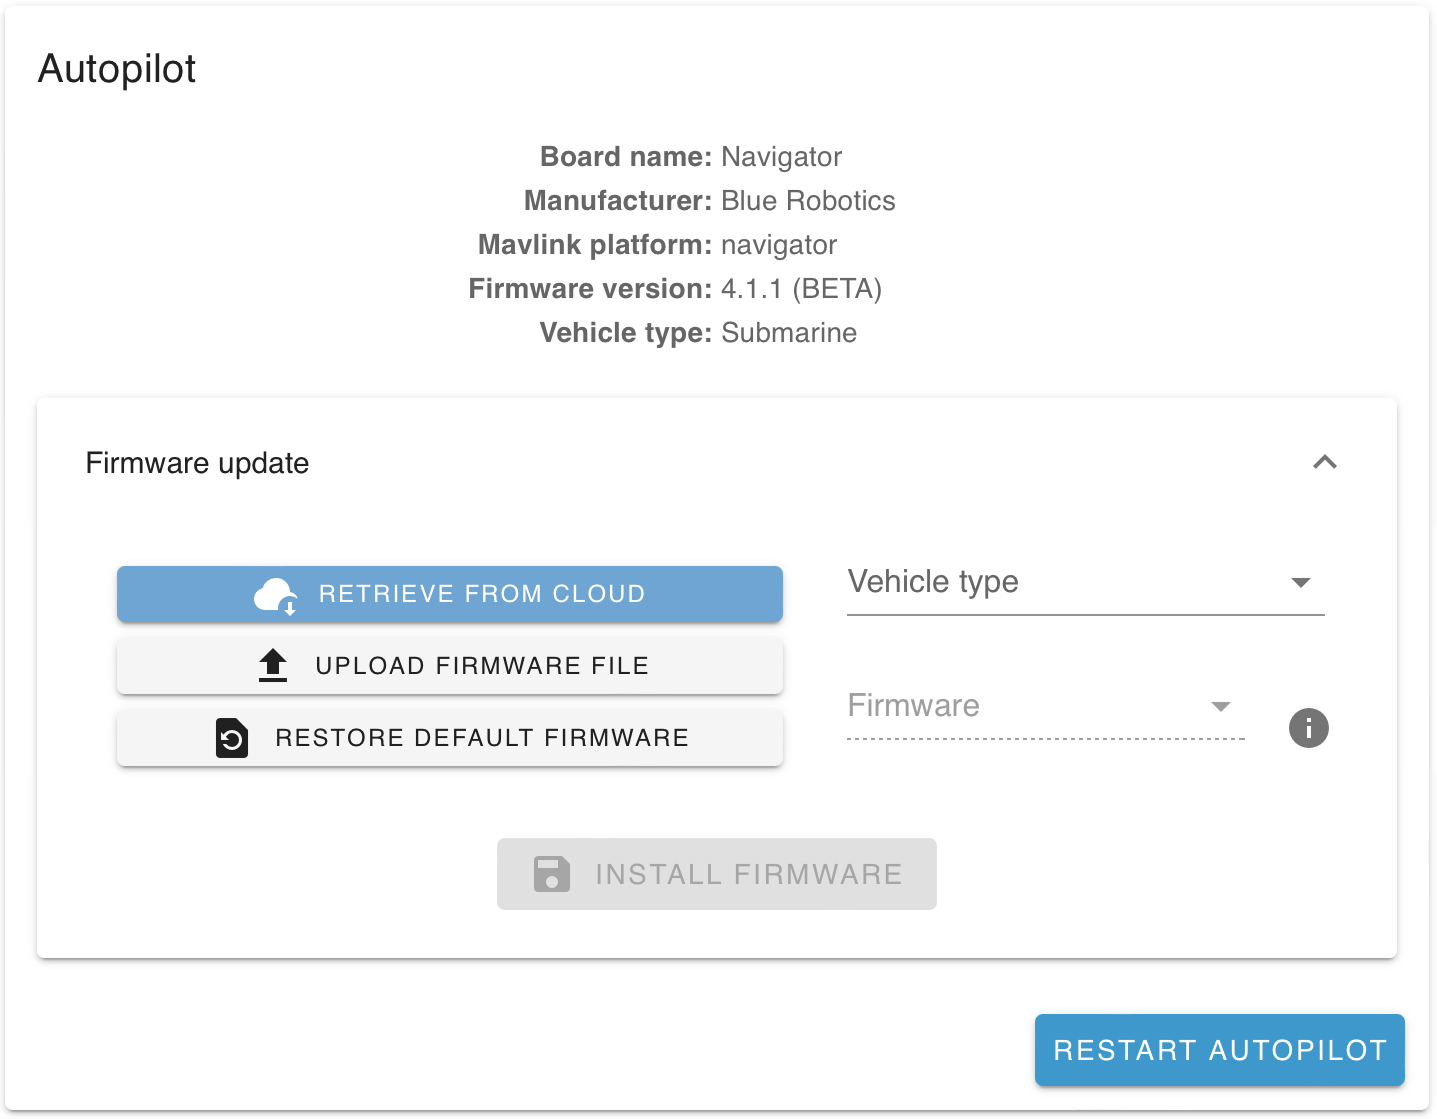 Autopilot
Board name: Navigator
Manufacturer: Blue Robotics
Mavlink platform: navigator
Firmware version: 4.1.1 (BETA)
Vehicle type: Submarine
Firmware update
RETRIEVE FROM CLOUD
UPLOAD FIRMWARE FILE
RESTORE DEFAULT FIRMWARE
Vehicle type
Firmware
INSTALL FIRMWARE
RESTART AUTOPILOT